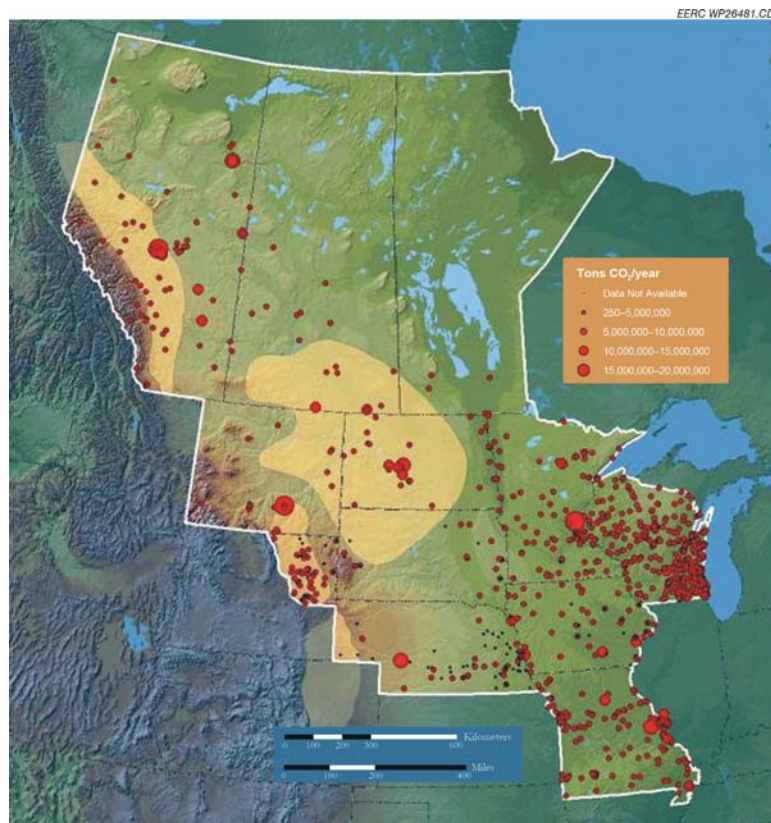 EERC WP26481.CD
Tons CO₂/year
Data Not Available
250–5,000,000
5,000,000–10,000,000
10,000,000–15,000,000
15,000,000–20,000,000
Kilometers
0 100 200 300 600
Miles
0 100 200 400